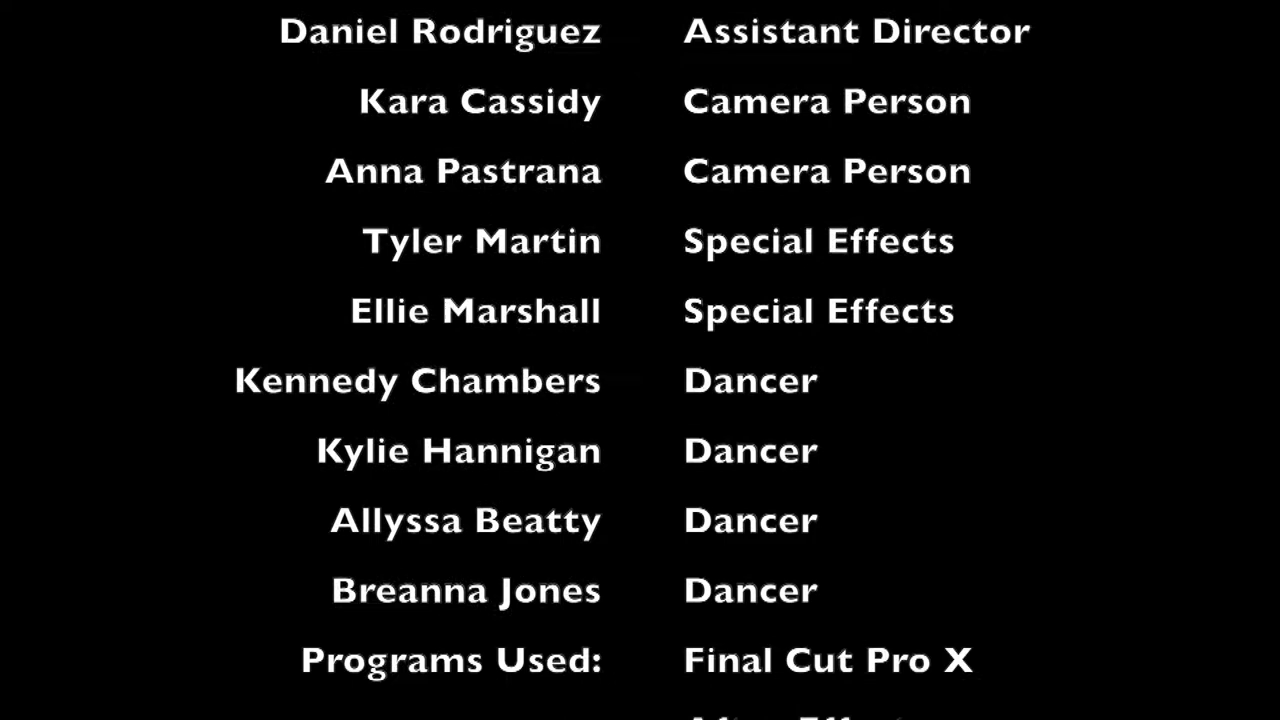 Daniel Rodriguez Assistant Director
Kara Cassidy Camera Person
Anna Pastrana Camera Person
Tyler Martin Special Effects
Ellie Marshall Special Effects
Kennedy Chambers Dancer
Kylie Hannigan Dancer
Allyssa Beatty Dancer
Breanna Jones Dancer
Programs Used: Final Cut Pro X